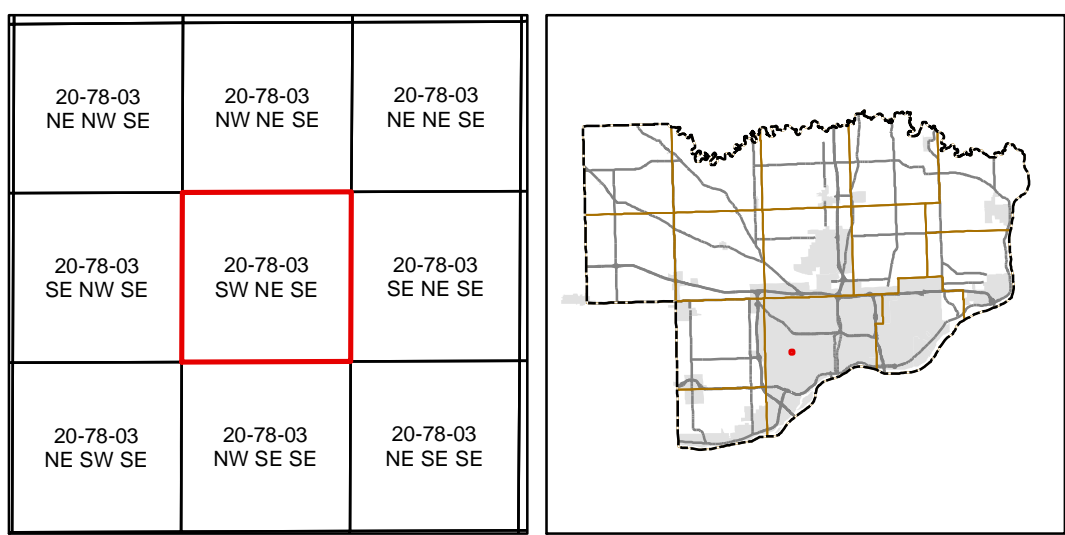 20-78-03
NE NW SE
20-78-03
NW NE SE
20-78-03
NE NE SE
20-78-03
SE NW SE
20-78-03
SW NE SE
20-78-03
SE NE SE
20-78-03
NE SW SE
20-78-03
NW SE SE
20-78-03
NE SE SE